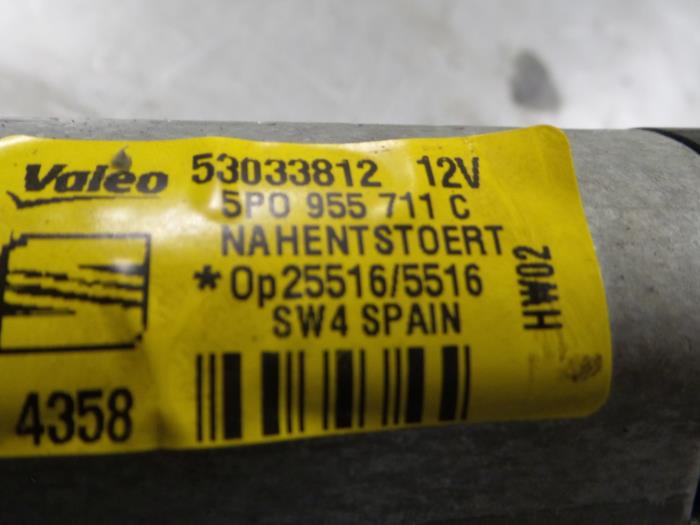 Valeo 53033812 12V
5P0 955 711 C
NAHENTSTOERT
*Op25516/5516
SW4 SPAIN
HW02
4358